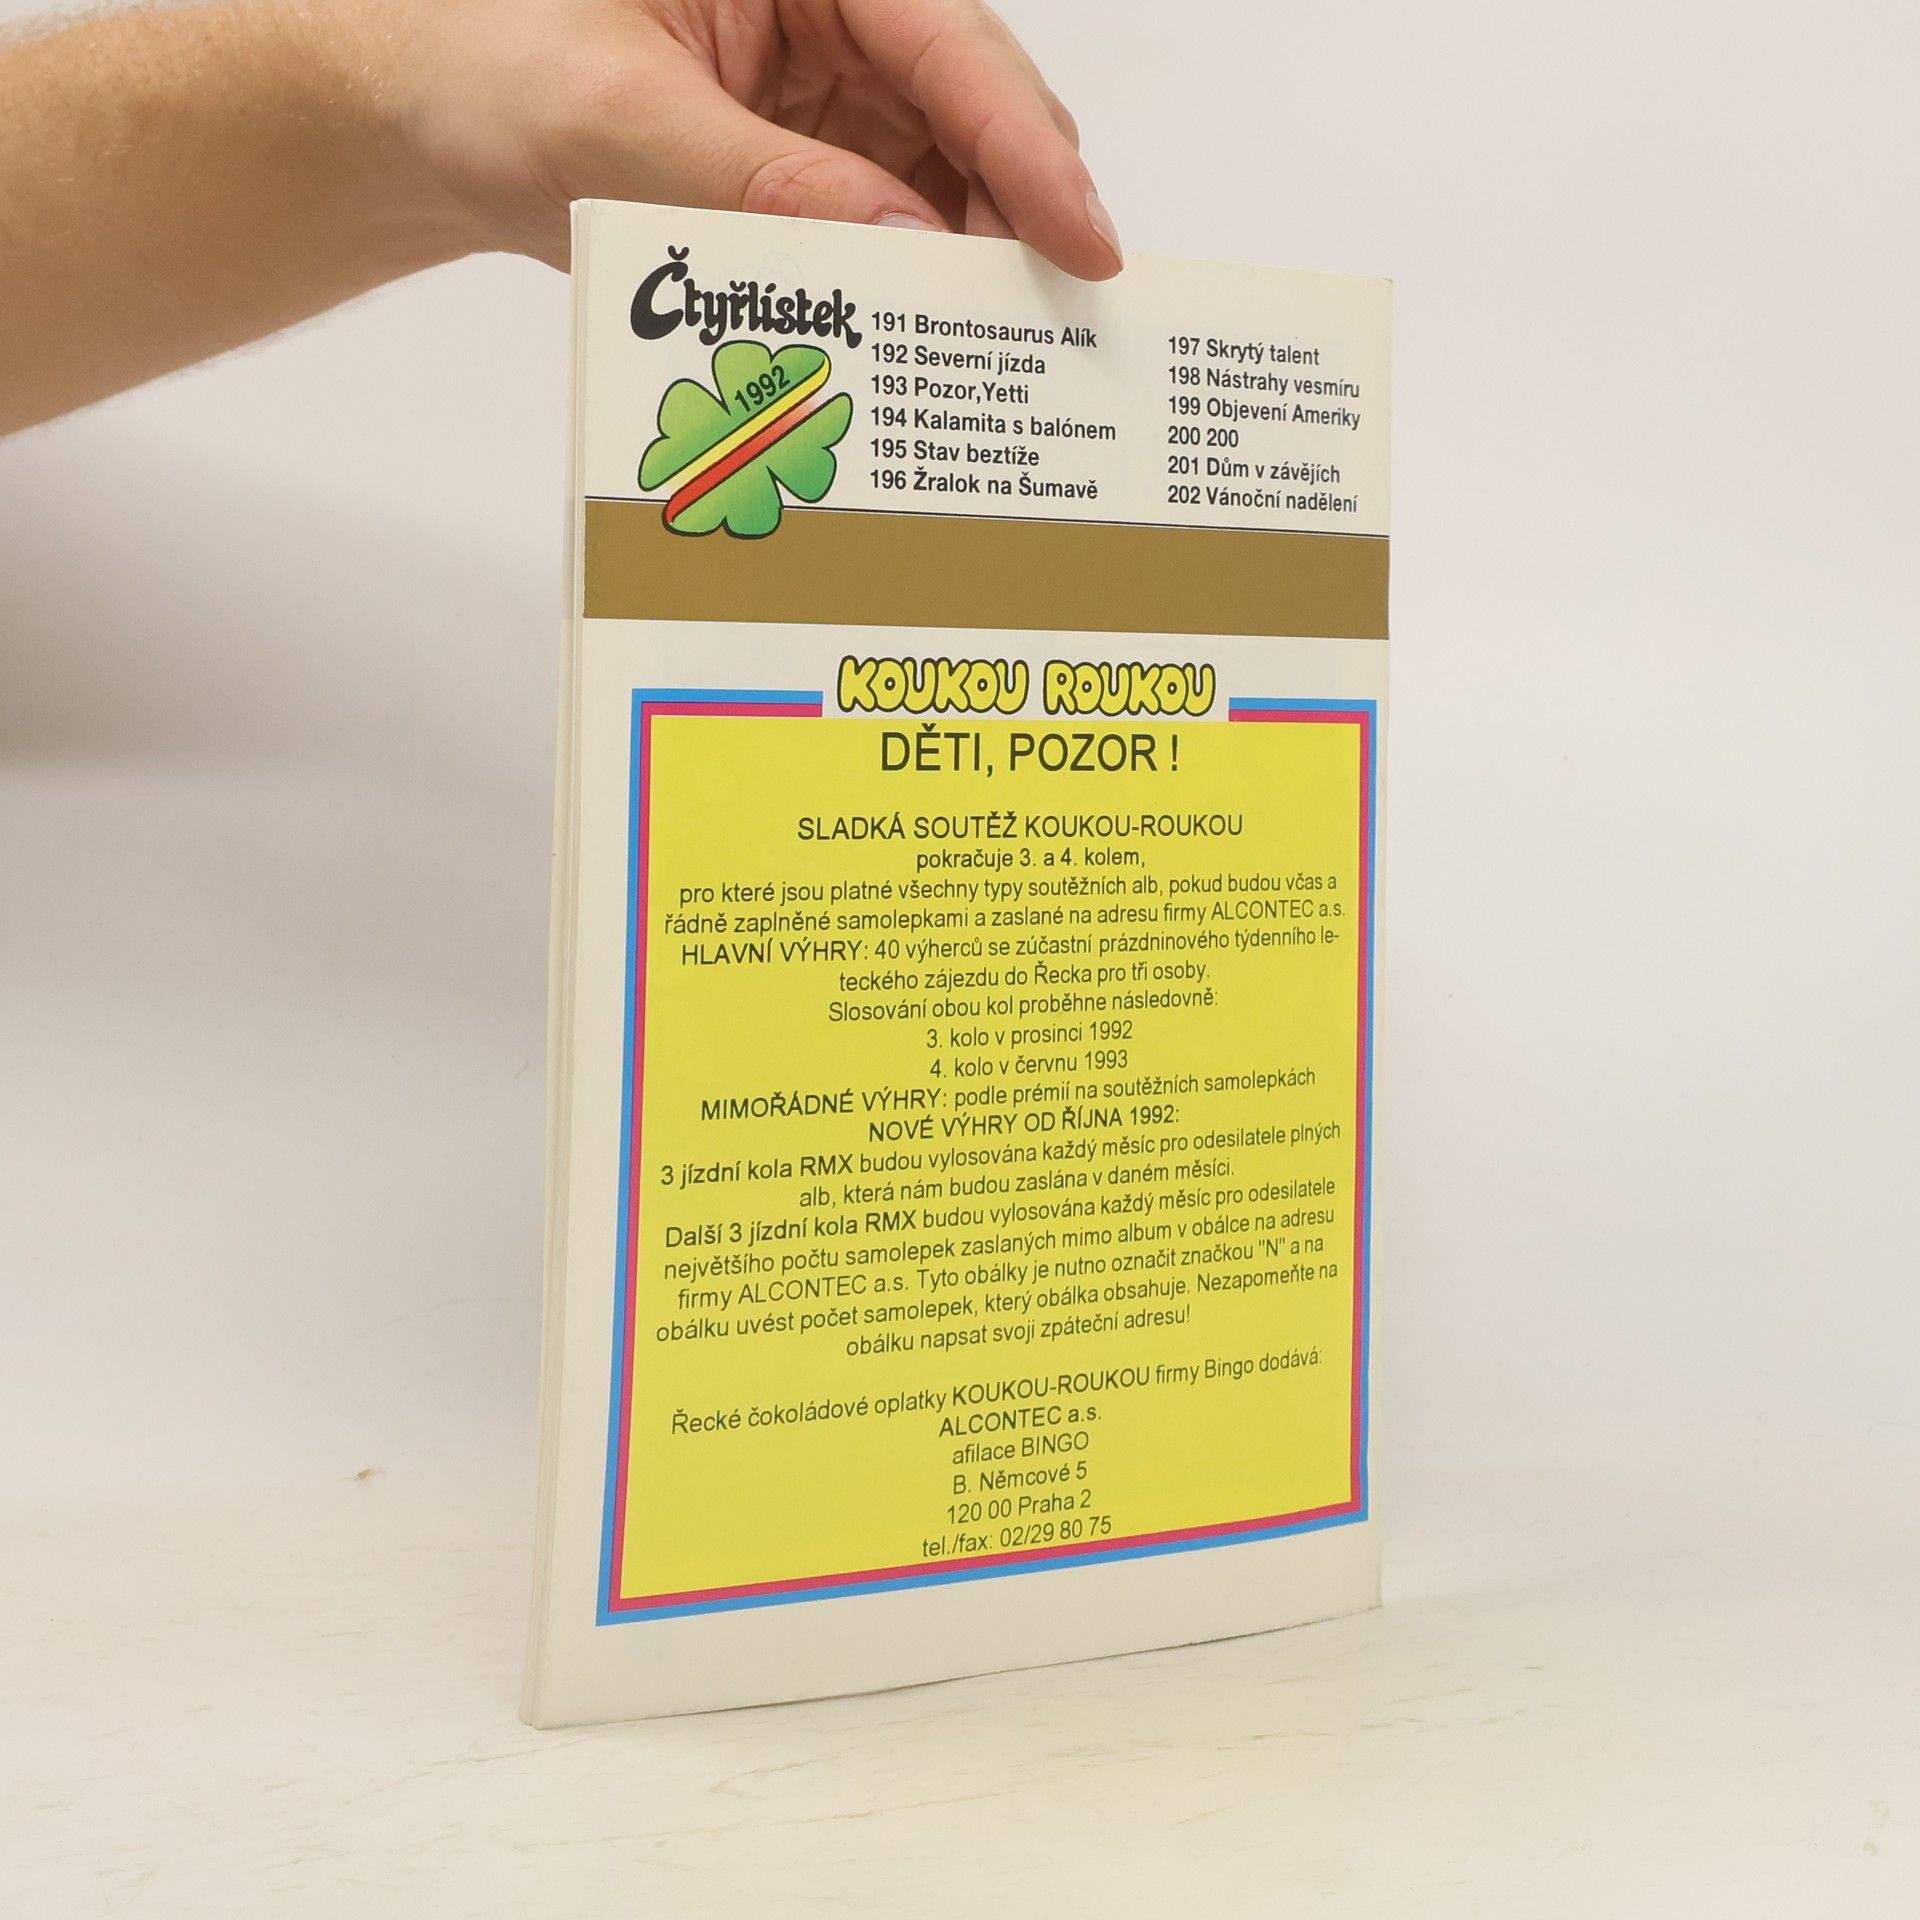 Čtyřlístek
1992
191 Brontosaurus Alík
192 Severní jízda
193 Pozor,Yetti
194 Kalamita s balónem
195 Stav beztíže
196 Žralok na Šumavě
197 Skrytý talent
198 Nástrahy vesmíru
199 Objevení Ameriky
200 200
201 Dům v závějích
202 Vánoční nadělení
KOUKOU ROUKOU
DĚTI, POZOR !
SLADKÁ SOUTĚŽ KOUKOU-ROUKOU
pokračuje 3. a 4. kolem,
pro které jsou platné všechny typy soutěžních alb, pokud budou včas a
řádně zaplněné samolepkami a zaslané na adresu firmy ALCONTEC a.s.
HLAVNÍ VÝHRY: 40 výherců se zúčastní prázdninového týdenního le-
teckého zájezdu do Řecka pro tři osoby.
Slosování obou kol proběhne následovně:
3. kolo v prosinci 1992
4. kolo v červnu 1993
MIMOŘÁDNÉ VÝHRY: podle prémií na soutěžních samolepkách
NOVÉ VÝHRY OD ŘÍJNA 1992:
3 jízdní kola RMX budou vylosována každý měsíc pro odesilatele plných
alb, která nám budou zaslána v daném měsíci.
Další 3 jízdní kola RMX budou vylosována každý měsíc pro odesilatele
největšího počtu samolepek zaslaných mimo album v obálce na adresu
firmy ALCONTEC a.s. Tyto obálky je nutno označit značkou "N" a na
obálku uvést počet samolepek, který obálka obsahuje. Nezapomeňte na
obálku napsat svoji zpáteční adresu!
Řecké čokoládové oplatky KOUKOU-ROUKOU firmy Bingo dodává:
ALCONTEC a.s.
afilace BINGO
B. Němcové 5
120 00 Praha 2
tel./fax: 02/29 80 75